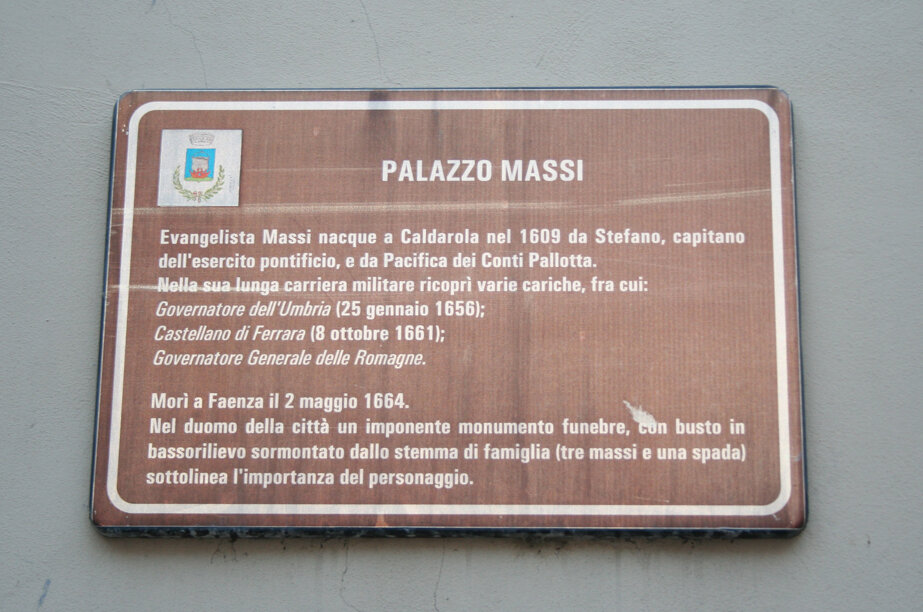 PALAZZO MASSI
Evangelista Massi nacque a Caldarola nel 1609 da Stefano, capitano
dell'esercito pontificio, e da Pacifica dei Conti Pallotta.
Nella sua lunga carriera militare ricoprì varie cariche, fra cui:
Governatore dell'Umbria (25 gennaio 1656);
Castellano di Ferrara (8 ottobre 1661);
Governatore Generale delle Romagne.
Morì a Faenza il 2 maggio 1664.
Nel duomo della città un imponente monumento funebre, con busto in
bassorilievo sormontato dallo stemma di famiglia (tre massi e una spada)
sottolinea l'importanza del personaggio.